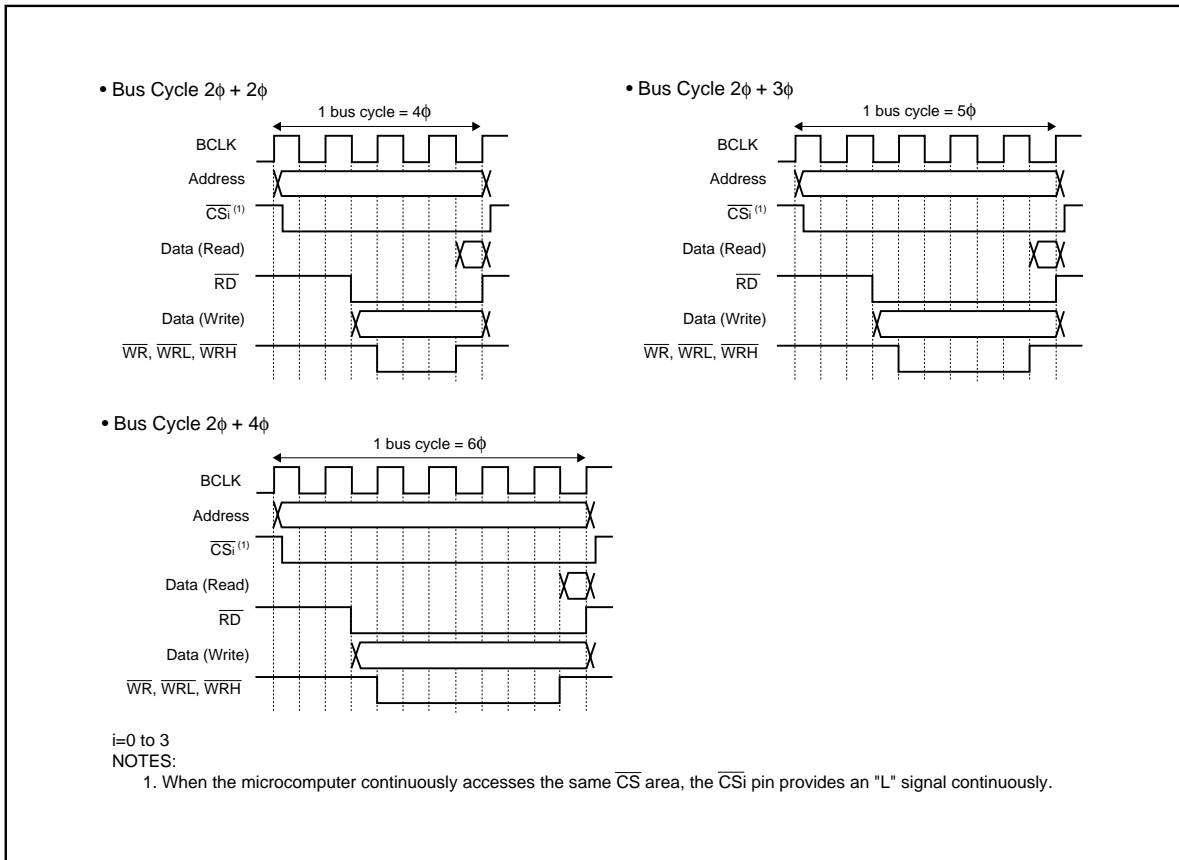 • Bus Cycle 2ϕ + 2ϕ
1 bus cycle = 4ϕ
BCLK
Address
CSi (1)
Data (Read)
RD
Data (Write)
WR, WRL, WRH
• Bus Cycle 2ϕ + 3ϕ
1 bus cycle = 5ϕ
BCLK
Address
CSi (1)
Data (Read)
RD
Data (Write)
WR, WRL, WRH
• Bus Cycle 2ϕ + 4ϕ
1 bus cycle = 6ϕ
BCLK
Address
CSi (1)
Data (Read)
RD
Data (Write)
WR, WRL, WRH
i=0 to 3
NOTES:
1. When the microcomputer continuously accesses the same CS area, the CSi pin provides an "L" signal continuously.